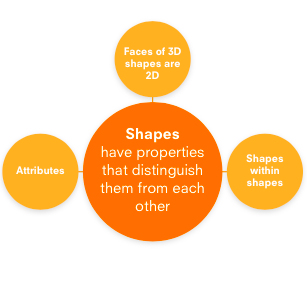 Faces of 3D
shapes are
2D
Shapes
have properties
that distinguish
them from each
other
Attributes
Shapes
within
shapes